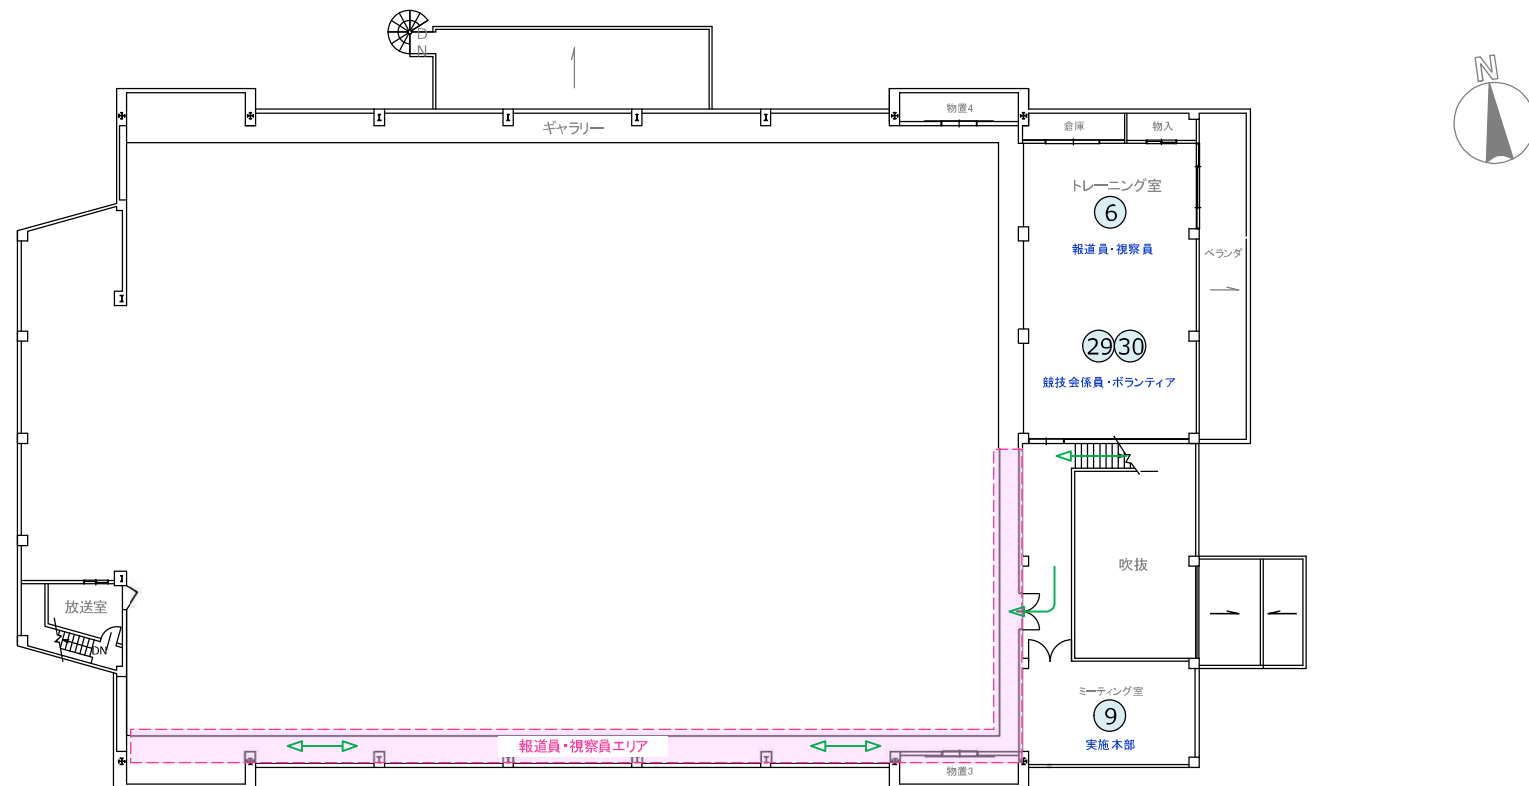 DN
N
物置4
ギャラリー
倉庫
物入
トレーニング室
6
報道員・視察員
ベランダ
29 30
競技会係員・ボランティア
吹抜
放送室
DN
ミーティング室
9
実施本部
報道員・視察員エリア
物置3